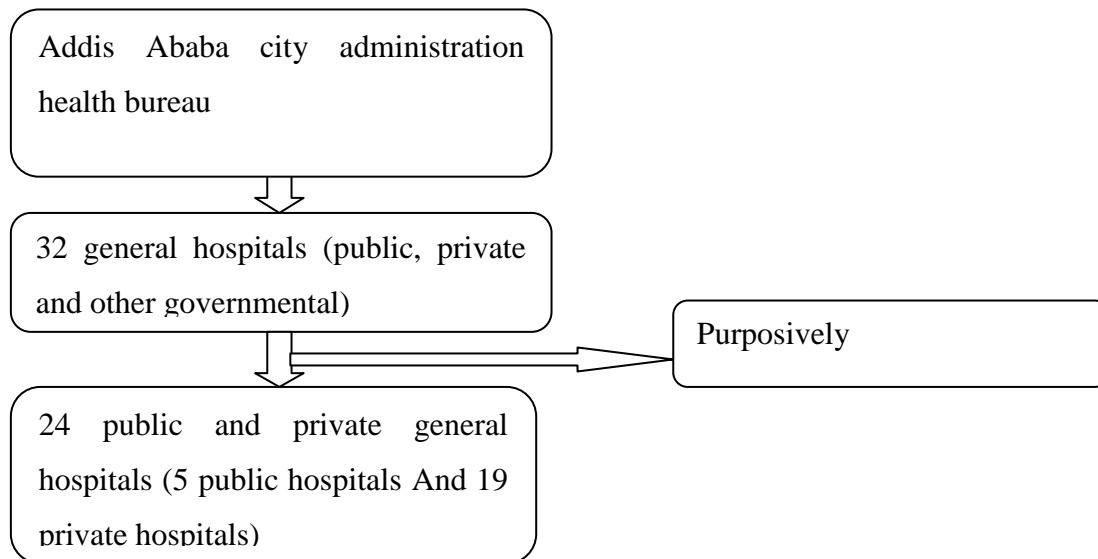 Addis Ababa city administration
health bureau
32 general hospitals (public, private
and other governmental)
Purposively
24 public and private general
hospitals (5 public hospitals And 19
private hospitals)